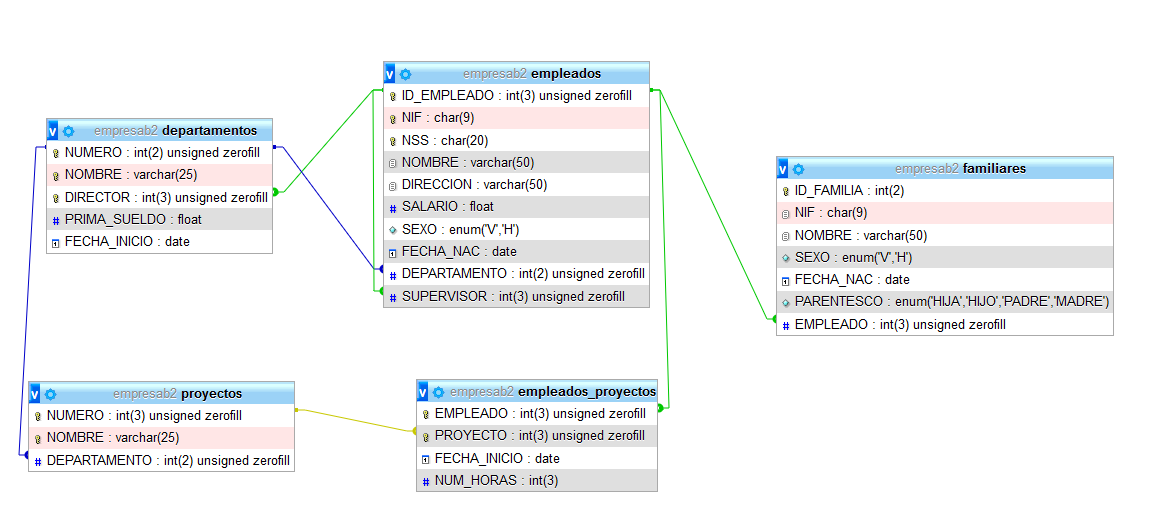 empresab2 empleados
ID_EMPLEADO : int(3) unsigned zerofill
NIF : char(9)
NSS : char(20)
NOMBRE : varchar(50)
DIRECCION : varchar(50)
SALARIO : float
SEXO : enum('V','H')
FECHA_NAC : date
DEPARTAMENTO : int(2) unsigned zerofill
SUPERVISOR : int(3) unsigned zerofill
empresab2 departamentos
NUMERO : int(2) unsigned zerofill
NOMBRE : varchar(25)
DIRECTOR : int(3) unsigned zerofill
PRIMA_SUELDO : float
FECHA_INICIO : date
empresab2 familiares
ID_FAMILIA : int(2)
NIF : char(9)
NOMBRE : varchar(50)
SEXO : enum('V','H')
FECHA_NAC : date
PARENTESCO : enum('HIJA','HIJO','PADRE','MADRE')
EMPLEADO : int(3) unsigned zerofill
empresab2 proyectos
NUMERO : int(3) unsigned zerofill
NOMBRE : varchar(25)
DEPARTAMENTO : int(2) unsigned zerofill
empresab2 empleados_proyectos
EMPLEADO : int(3) unsigned zerofill
PROYECTO : int(3) unsigned zerofill
FECHA_INICIO : date
NUM_HORAS : int(3)